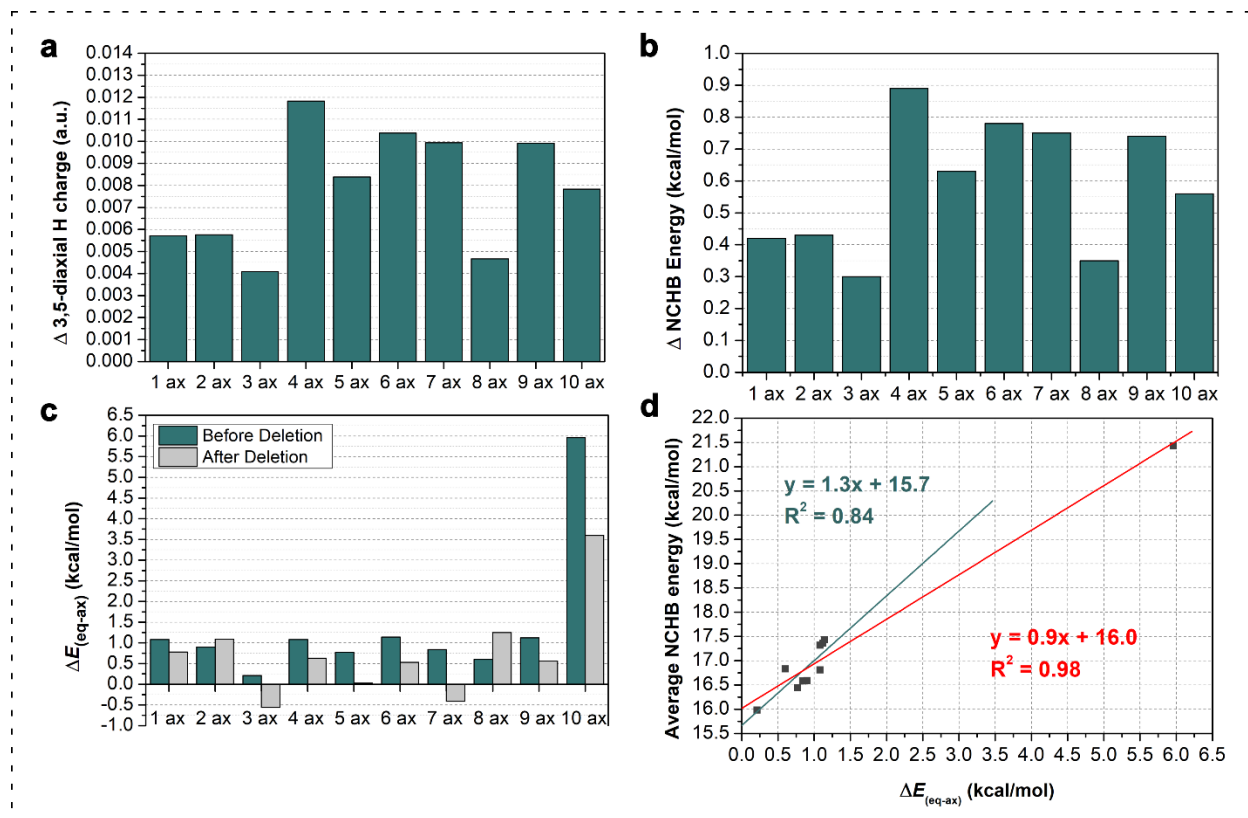 a
0.014
0.013
0.012
0.011
0.010
0.009
0.008
0.007
0.006
0.005
0.004
0.003
0.002
0.001
0.000
Δ 3,5-diaxial H charge (a.u.)
1 ax 2 ax 3 ax 4 ax 5 ax 6 ax 7 ax 8 ax 9 ax 10 ax
b
1.0
0.9
0.8
0.7
0.6
0.5
0.4
0.3
0.2
0.1
0.0
Δ NCHB Energy (kcal/mol)
1 ax 2 ax 3 ax 4 ax 5 ax 6 ax 7 ax 8 ax 9 ax 10 ax
c
6.5
6.0
5.5
5.0
4.5
4.0
3.5
3.0
2.5
2.0
1.5
1.0
0.5
0.0
-0.5
-1.0
ΔE(eq-ax) (kcal/mol)
Before Deletion
After Deletion
1 ax 2 ax 3 ax 4 ax 5 ax 6 ax 7 ax 8 ax 9 ax 10 ax
d
22.0
21.5
21.0
20.5
20.0
19.5
19.0
18.5
18.0
17.5
17.0
16.5
16.0
15.5
Average NCHB energy (kcal/mol)
y = 1.3x + 15.7
R² = 0.84
y = 0.9x + 16.0
R² = 0.98
0.0 0.5 1.0 1.5 2.0 2.5 3.0 3.5 4.0 4.5 5.0 5.5 6.0 6.5
ΔE(eq-ax) (kcal/mol)